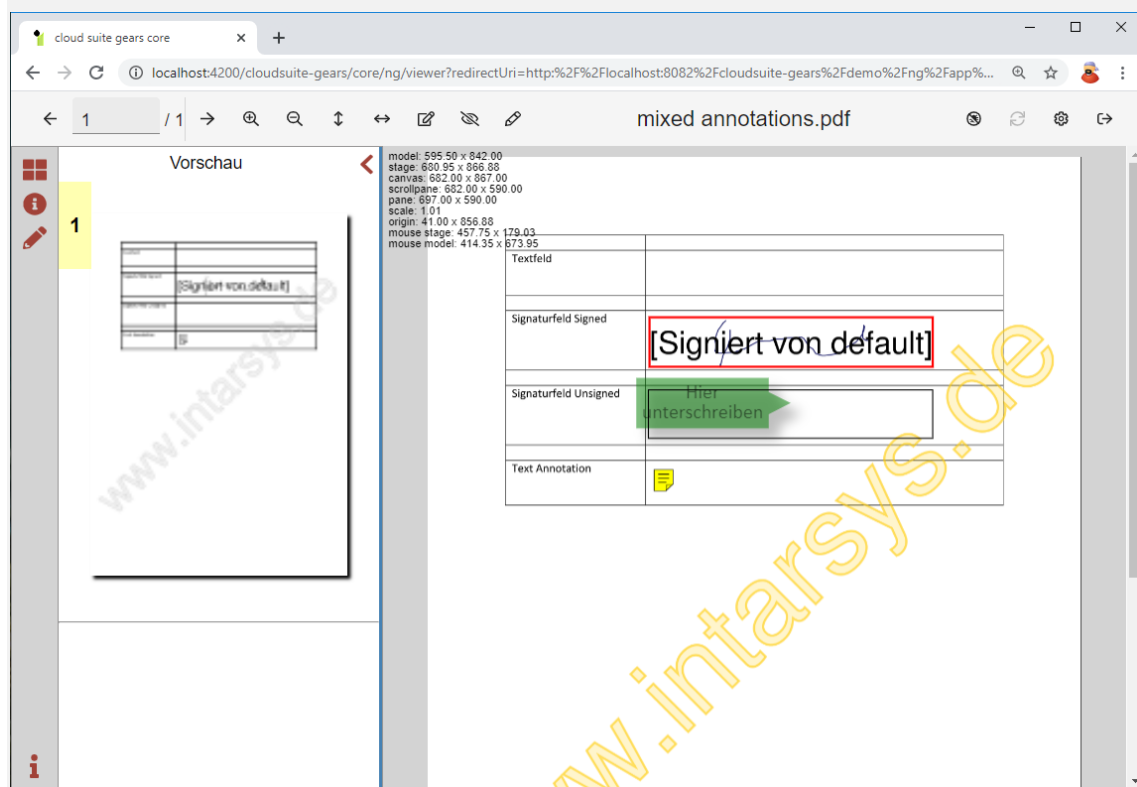 cloud suite gears core
localhost:4200/cloudsuite-gears/core/ng/viewer?redirectUri=http:%2F%2Flocalhost:8082%2Fcloudsuite-gears%2Fdemo%2Fng%2Fapp%...
1 / 1
mixed annotations.pdf
Vorschau
1
[Signiert von default]
www.intarsys.de
model: 595.50 x 842.00
stage: 680.95 x 866.88
canvas: 682.00 x 867.00
scrollpane: 682.00 x 590.00
pane: 697.00 x 590.00
scale: 1.01
origin: 41.00 x 856.88
mouse stage: 457.75 x 179.03
mouse model: 414.35 x 673.95
Textfeld
Signaturfeld Signed
[Signiert von default]
Signaturfeld Unsigned
Hier
unterschreiben
Text Annotation
w.intarsys.de